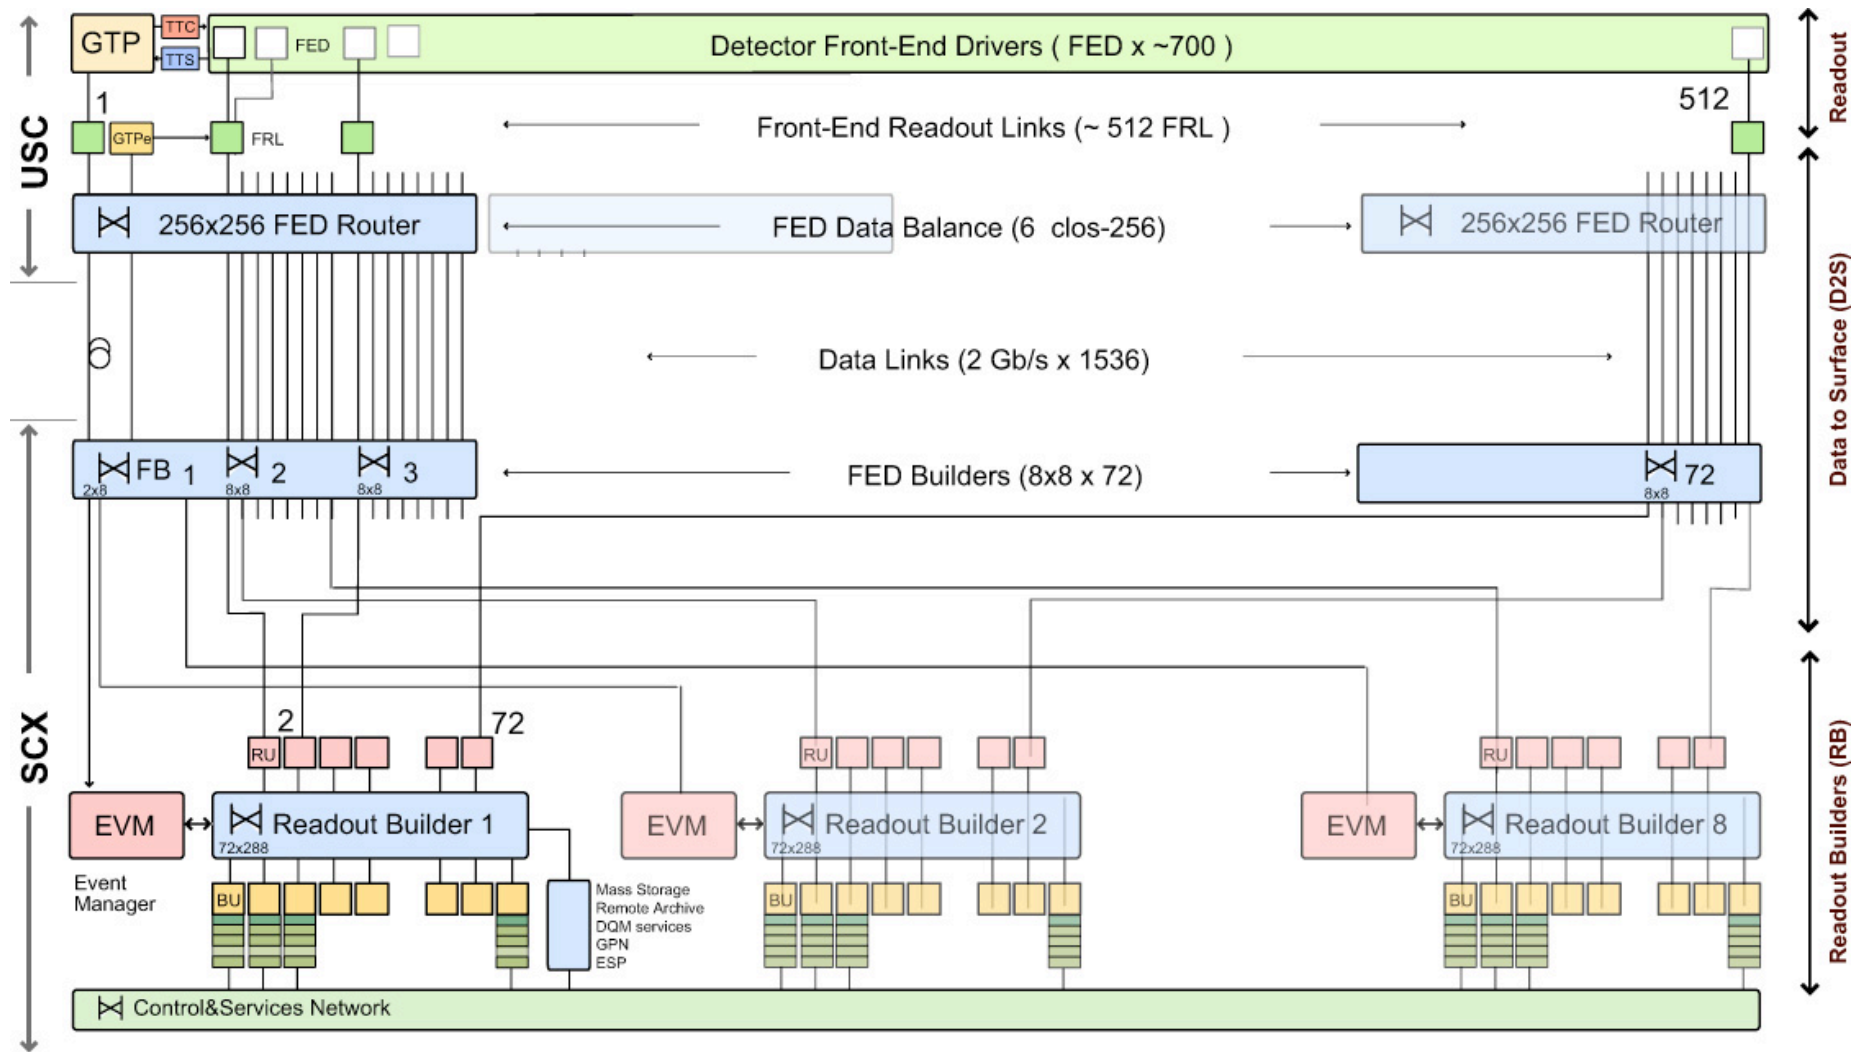 GTP
TTC
TTS
FED
Detector Front-End Drivers ( FED x ~700 )
Readout
1
512
GTPe
FRL
Front-End Readout Links (~ 512 FRL )
USC
256x256 FED Router
FED Data Balance (6 clos-256)
256x256 FED Router
Data to Surface (D2S)
Data Links (2 Gb/s x 1536)
FB 1
2x8
2
8x8
3
8x8
FED Builders (8x8 x 72)
72
8x8
SCX
2
72
RU
RU
RU
Readout Builders (RB)
EVM
Readout Builder 1
72x288
EVM
Readout Builder 2
72x288
EVM
Readout Builder 8
72x288
Event
Manager
BU
Mass Storage
Remote Archive
DQM services
GPN
ESP
BU
BU
Control&Services Network